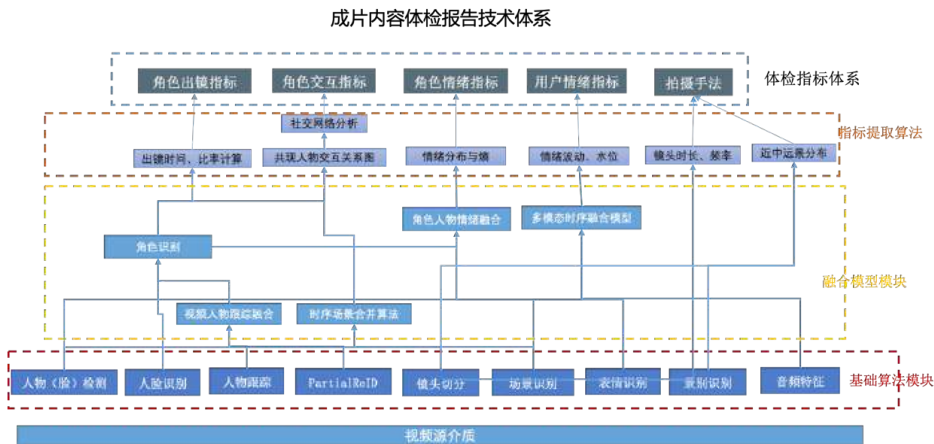 成片内容体检报告技术体系
角色出镜指标
角色交互指标
角色情绪指标
用户情绪指标
拍摄手法
体检指标体系
社交网络分析
指标提取算法
出镜时间、比率计算
共现人物交互关系图
情绪分布与熵
情绪波动、水位
镜头时长、频率
近中远景分布
角色人物情绪融合
多模态时序融合模型
角色识别
融合模型模块
视频人物跟踪融合
时序场景合并算法
人物（脸）检测
人脸识别
人物跟踪
PartialReID
镜头切分
场景识别
表情识别
景别识别
音频特征
基础算法模块
视频源介质